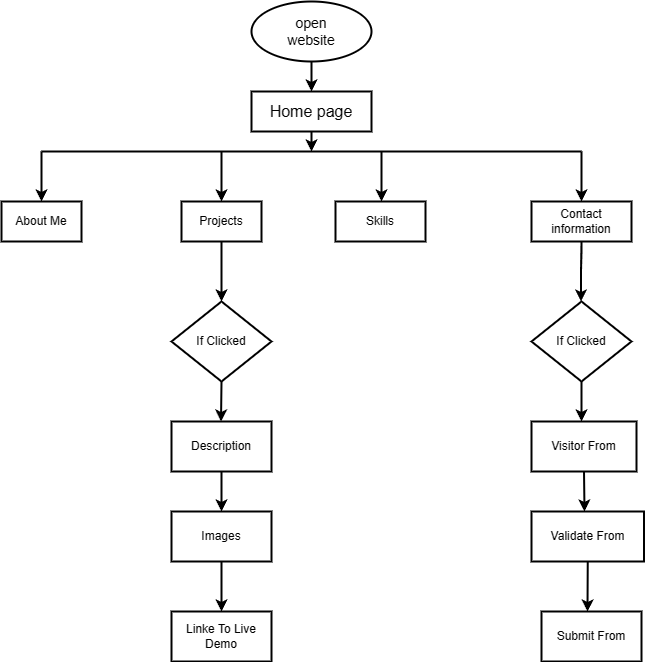 open
website
Home page
About Me
Projects
Skills
Contact
information
If Clicked
If Clicked
Description
Visitor From
Images
Validate From
Linke To Live
Demo
Submit From